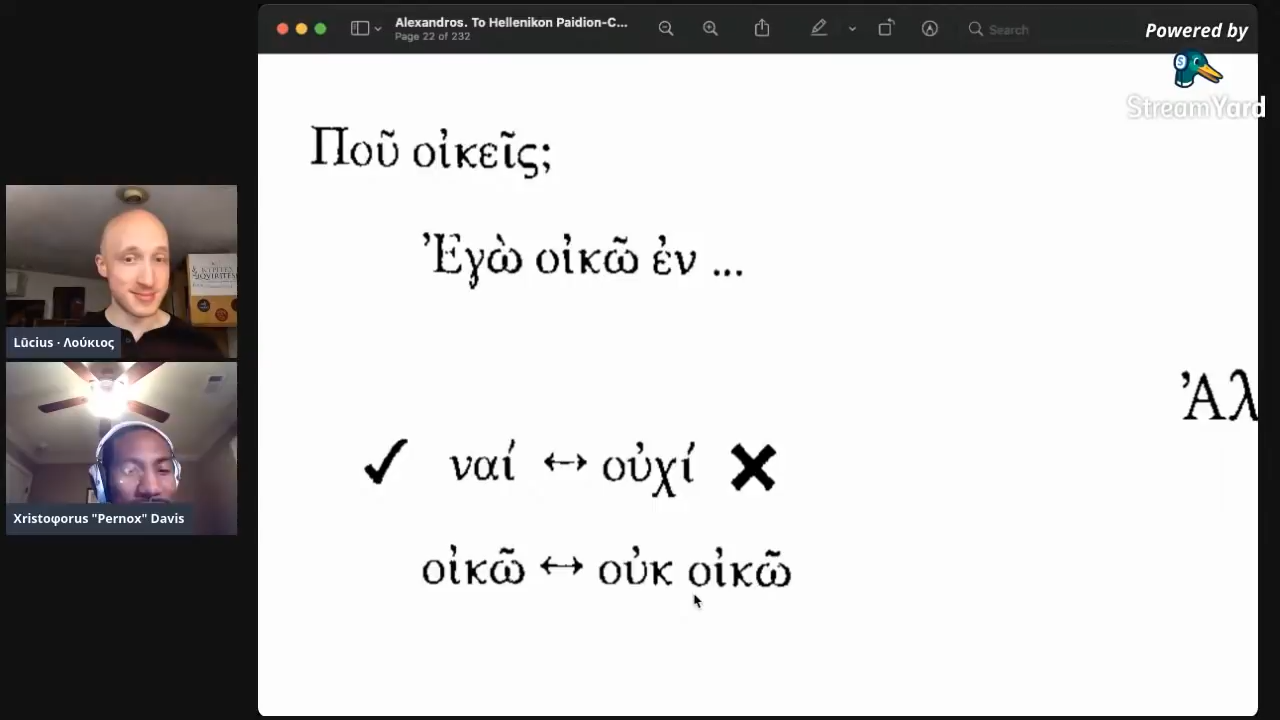 Alexandros. To Hellenikon Paidion-C...
Page 22 of 232
Search
Powered by
StreamYard
Ποῦ οἰκεῖς;
Ἐγὼ οἰκῶ ἐν ...
Ἀλ
✓ ναί ↔ οὐχί ✖
οἰκῶ ↔ οὐκ οἰκῶ
Lūcius · Λούκιος
Xristoφorus "Pernox" Davis